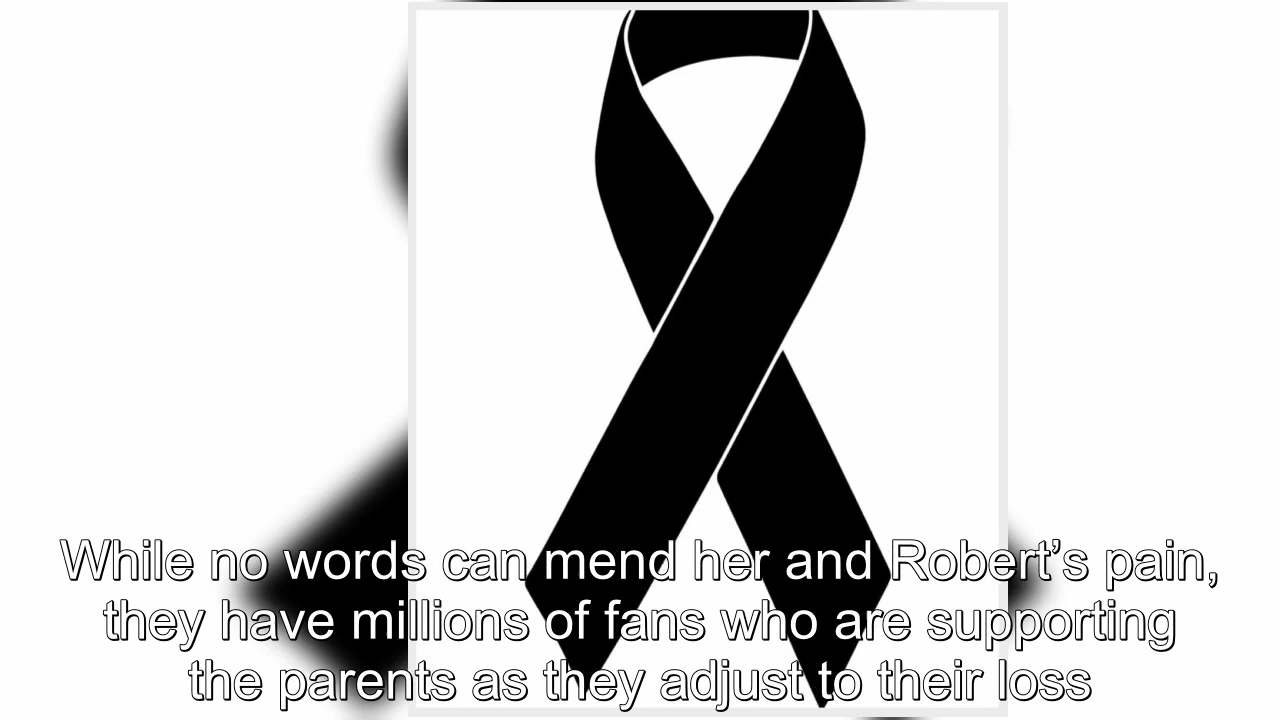 While no words can mend her and Robert’s pain,
they have millions of fans who are supporting
the parents as they adjust to their loss